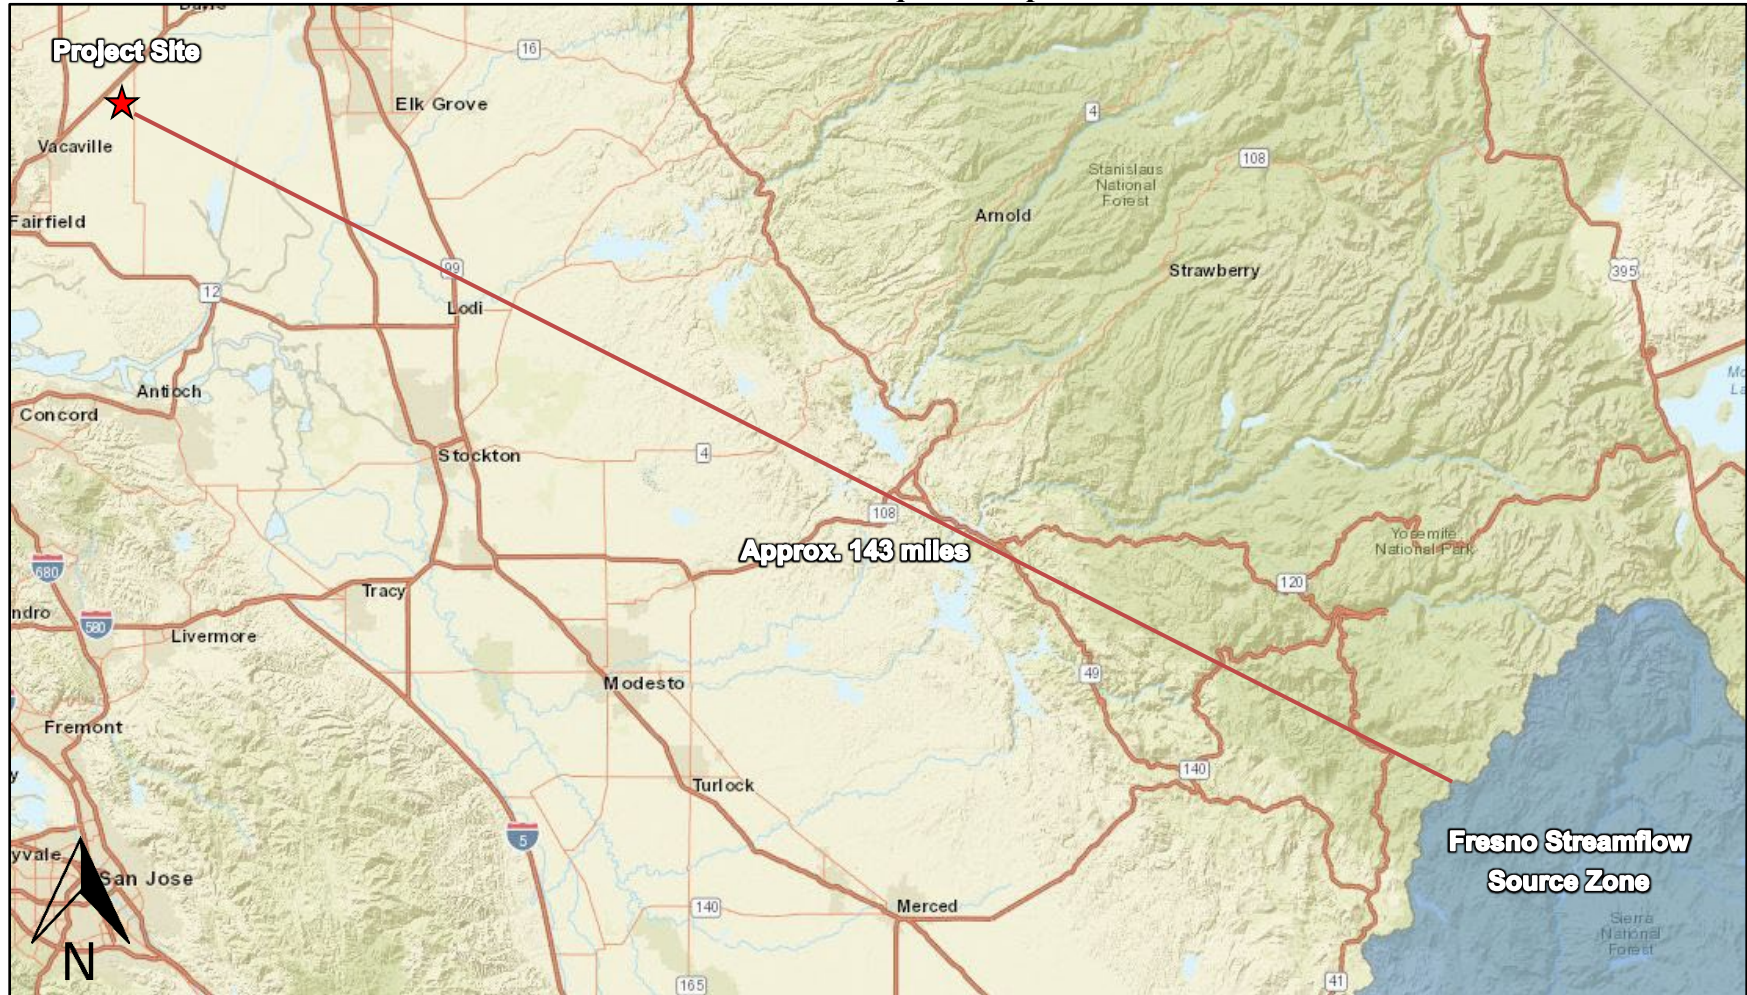 Project Site
16
Elk Grove
4
Vacaville
108
Stanislaus
National
Forest
Arnold
Fairfield
Strawberry
99
395
12
Lodi
Antioch
Concord
4
Stockton
108
Yosemite
National Park
Approx. 143 miles
680
120
Tracy
ndro
580
Livermore
49
Modesto
Fremont
140
y
Turlock
5
Fresno Streamflow
Source Zone
yvale
San Jose
140
Merced
Sierra
National
Forest
N
165
41